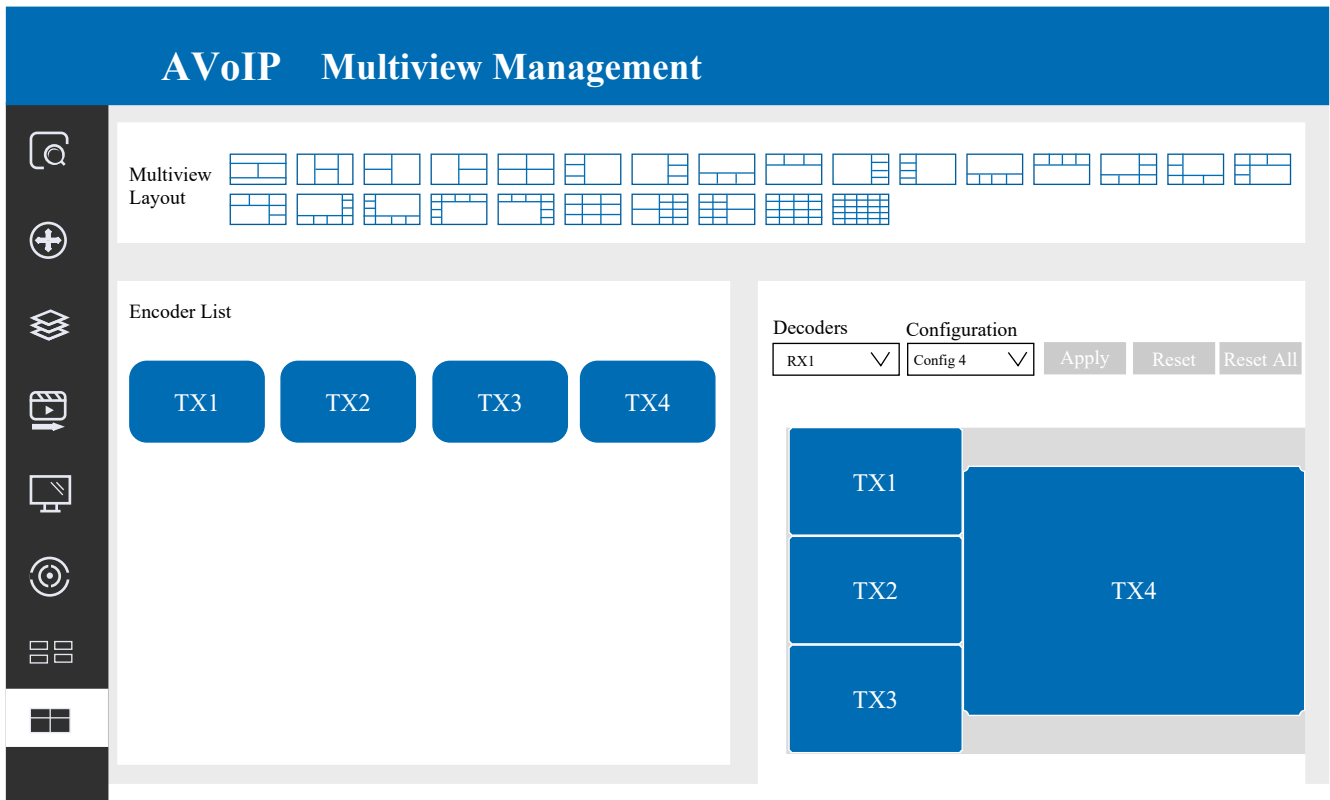 AVoIP Multiview Management
Multiview
Layout
Encoder List
TX1 TX2 TX3 TX4
Decoders Configuration
RX1 Config 4 Apply Reset Reset All
TX1
TX2 TX4
TX3